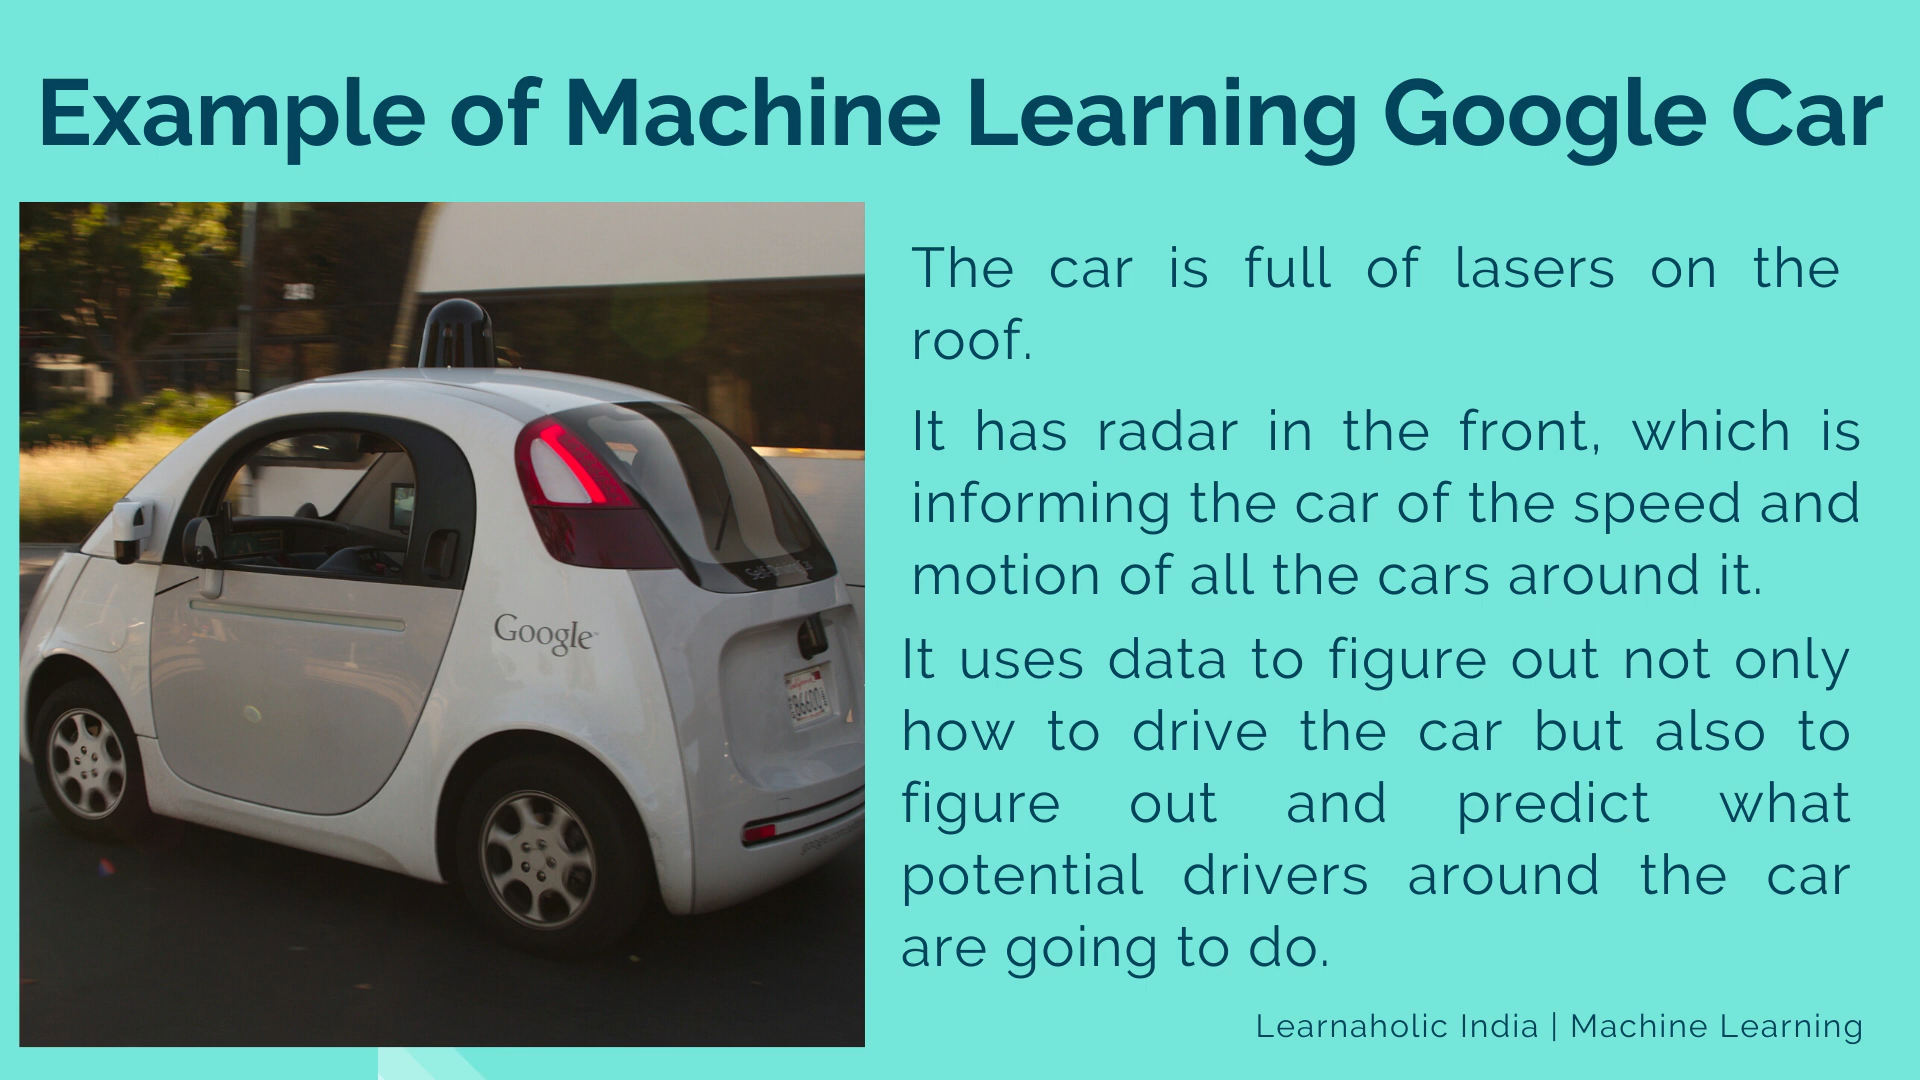 Example of Machine Learning Google Car
The car is full of lasers on the
roof.
It has radar in the front, which is
informing the car of the speed and
motion of all the cars around it.
It uses data to figure out not only
how to drive the car but also to
figure out and predict what
potential drivers around the car
are going to do.
Google
Self-Driving Car
Learnaholic India | Machine Learning